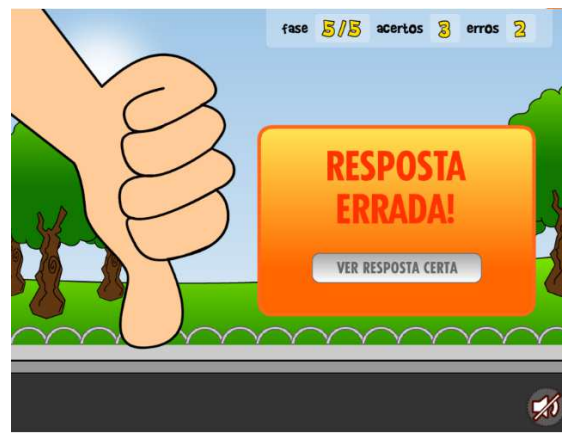 fase 5/5 acertos 3 erros 2
RESPOSTA
ERRADA!
VER RESPOSTA CERTA